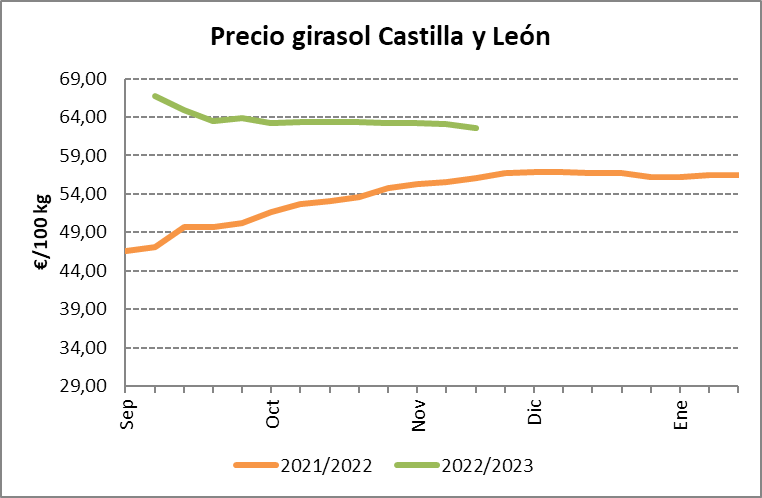 Precio girasol Castilla y León
€/100 kg
69,00
64,00
59,00
54,00
49,00
44,00
39,00
34,00
29,00
Sep
Oct
Nov
Dic
Ene
2021/2022
2022/2023